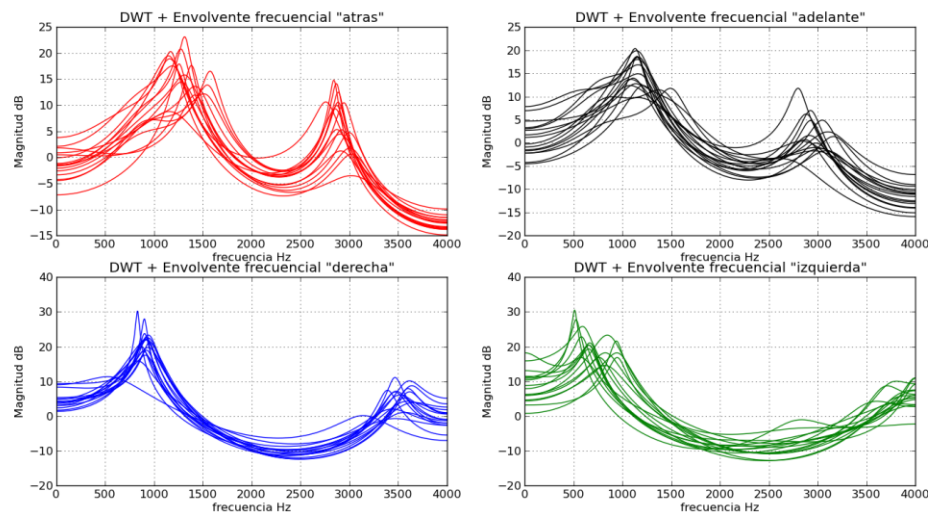 DWT + Envolvente frecuencial "atras"
25
20
15
10
5
0
−5
−10
−15
Magnitud dB
0 500 1000 1500 2000 2500 3000 3500 4000
frecuencia Hz
DWT + Envolvente frecuencial "adelante"
25
20
15
10
5
0
−5
−10
−15
−20
Magnitud dB
0 500 1000 1500 2000 2500 3000 3500 4000
frecuencia Hz
DWT + Envolvente frecuencial "derecha"
40
30
20
10
0
−10
−20
Magnitud dB
0 500 1000 1500 2000 2500 3000 3500 4000
frecuencia Hz
DWT + Envolvente frecuencial "izquierda"
40
30
20
10
0
−10
−20
Magnitud dB
0 500 1000 1500 2000 2500 3000 3500 4000
frecuencia Hz